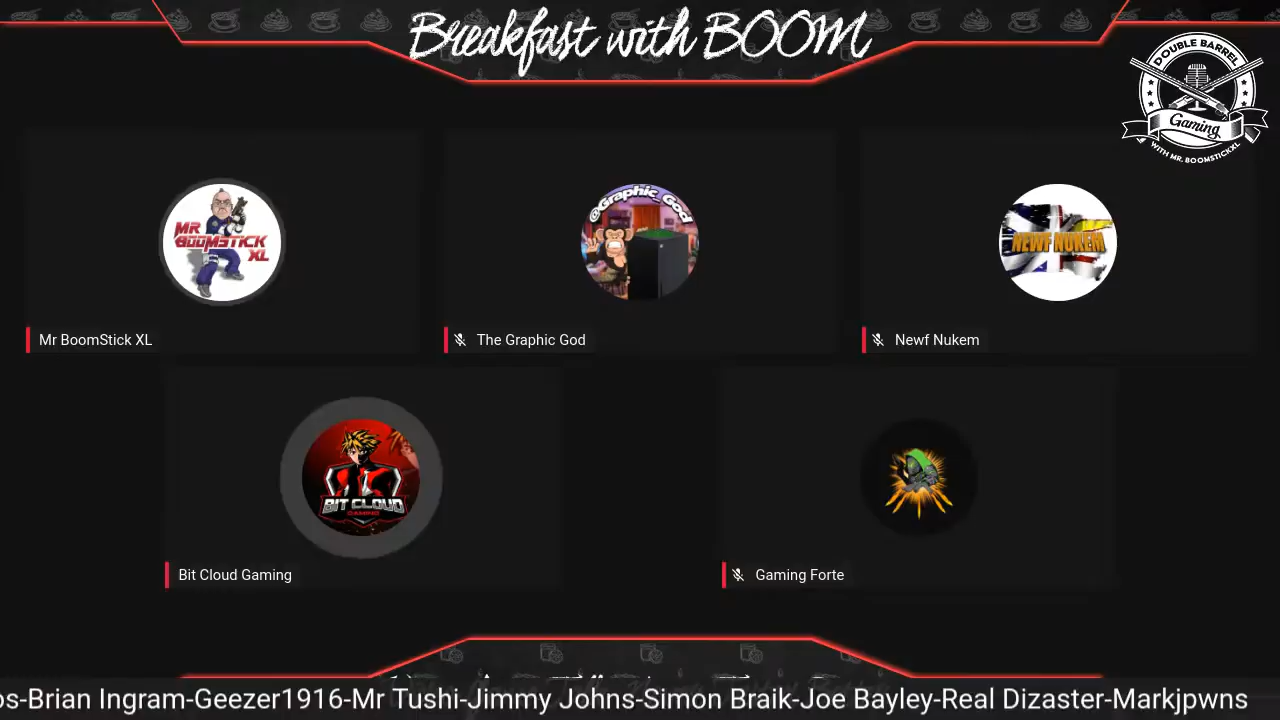 Breakfast with BOOM
DOUBLE BARREL
Gaming
WITH MR. BOOMSTICKXL
MR
BOOMSTICK
XL
@Graphic_God
NEWF NUKEM
Mr BoomStick XL
The Graphic God
Newf Nukem
BIT CLOUD
GAMING
Bit Cloud Gaming
Gaming Forte
os-Brian Ingram-Geezer1916-Mr Tushi-Jimmy Johns-Simon Braik-Joe Bayley-Real Dizaster-Markjpwns